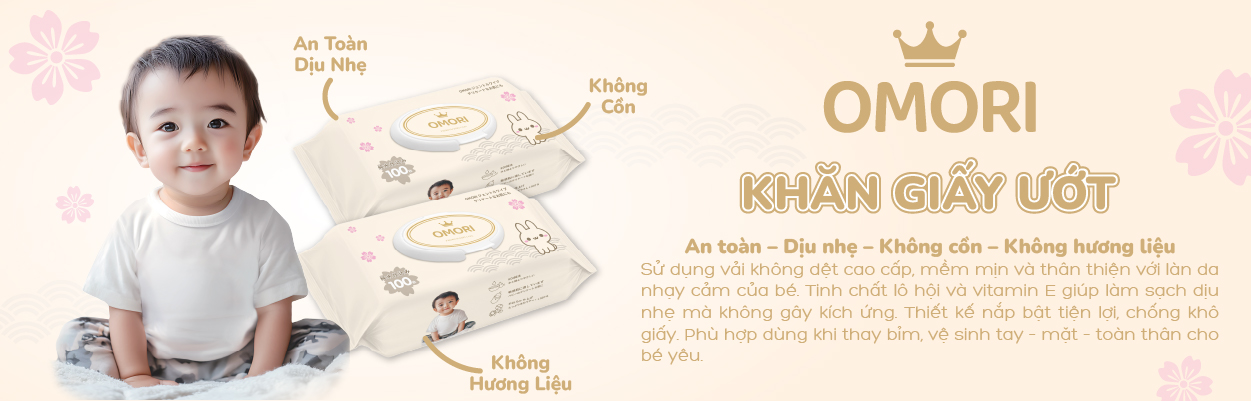 An Toàn
Dịu Nhẹ
Không
Cồn
OMORI
100
OMORI
100
Không
Hương Liệu
OMORI
KHĂN GIẤY ƯỚT
An toàn – Dịu nhẹ – Không cồn – Không hương liệu
Sử dụng vải không dệt cao cấp, mềm mịn và thân thiện với làn da
nhạy cảm của bé. Tinh chất lô hội và vitamin E giúp làm sạch dịu
nhẹ mà không gây kích ứng. Thiết kế nắp bật tiện lợi, chống khô
giấy. Phù hợp dùng khi thay bỉm, vệ sinh tay - mặt - toàn thân cho
bé yêu.